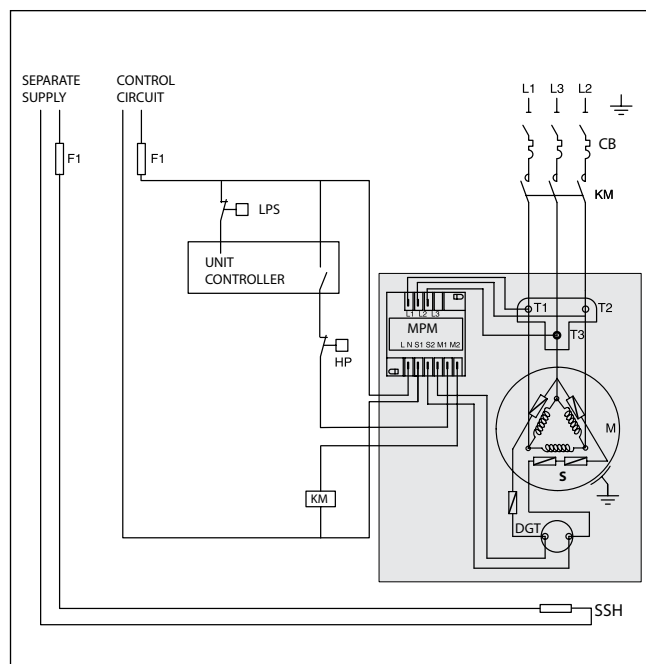 SEPARATE
SUPPLY
CONTROL
CIRCUIT
L1 L3 L2
F1
F1
CB
LPS
KM
UNIT
CONTROLLER
L1 L2 L3
MPM
L N S1 S2 M1 M2
T1
T2
T3
HP
M
S
KM
DGT
SSH